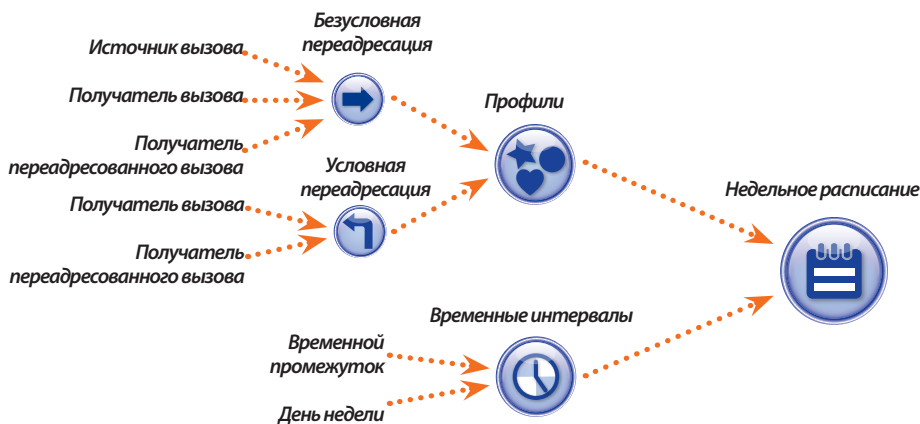 Безусловная
переадресация
Источник вызова
Получатель вызова
Получатель
переадресованного вызова
Условная
переадресация
Получатель вызова
Получатель
переадресованного вызова
Профили
Недельное расписание
Временные интервалы
Временной
промежуток
День недели